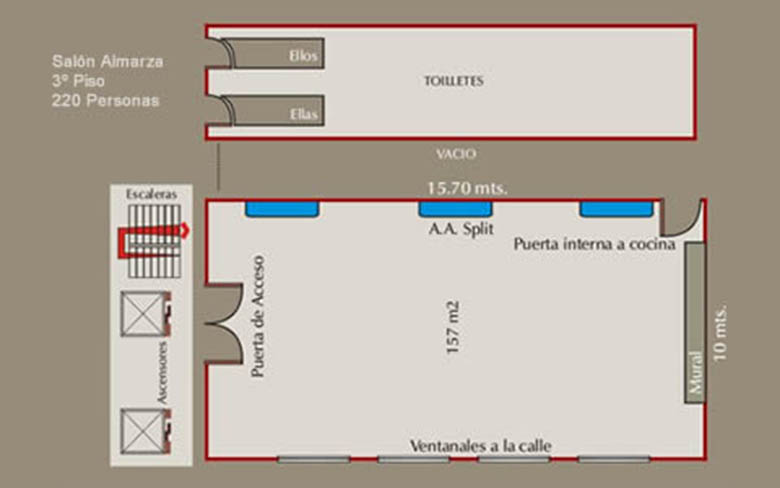 Salón Almarza
3º Piso
220 Personas
Ellos
TOILLETES
Ellas
VACIO
15.70 mts.
Escaleras
A.A. Split
Puerta interna a cocina
Puerta de Acceso
157 m2
10 mts.
Mural
Ascensores
Ventanales a la calle